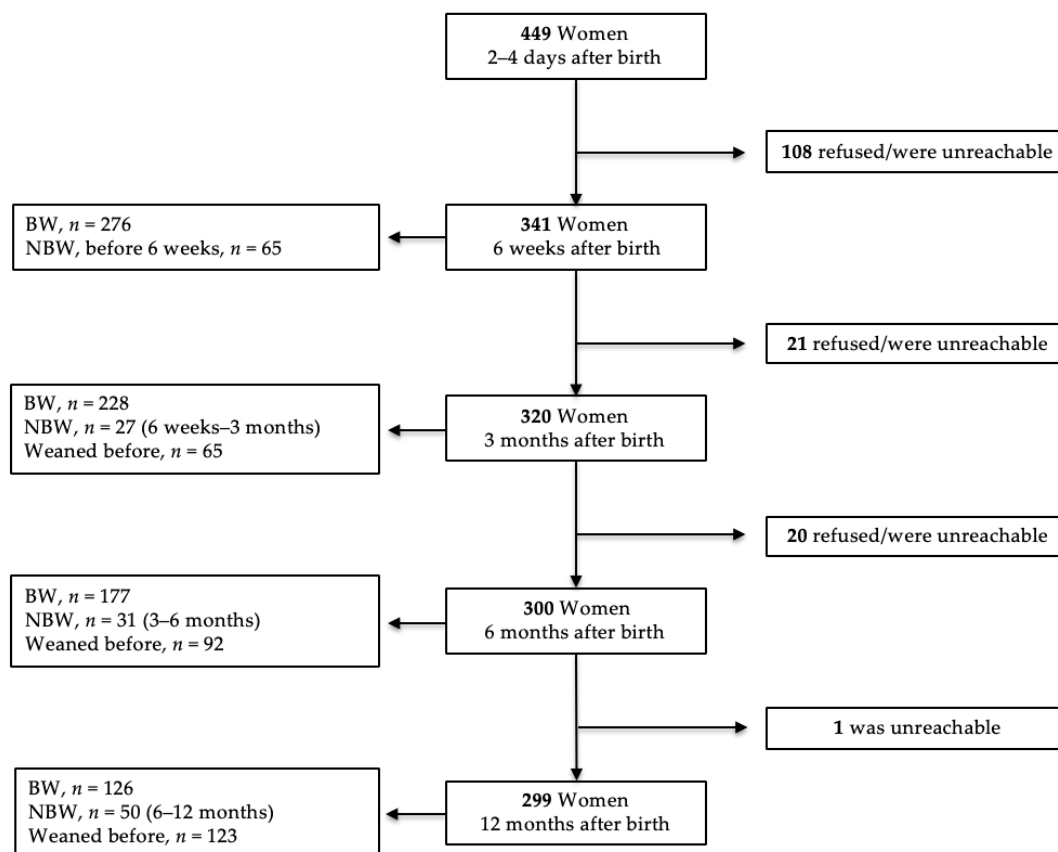 449 Women
2–4 days after birth
108 refused/were unreachable
BW, n = 276
NBW, before 6 weeks, n = 65
341 Women
6 weeks after birth
21 refused/were unreachable
BW, n = 228
NBW, n = 27 (6 weeks–3 months)
Weaned before, n = 65
320 Women
3 months after birth
20 refused/were unreachable
BW, n = 177
NBW, n = 31 (3–6 months)
Weaned before, n = 92
300 Women
6 months after birth
1 was unreachable
BW, n = 126
NBW, n = 50 (6–12 months)
Weaned before, n = 123
299 Women
12 months after birth